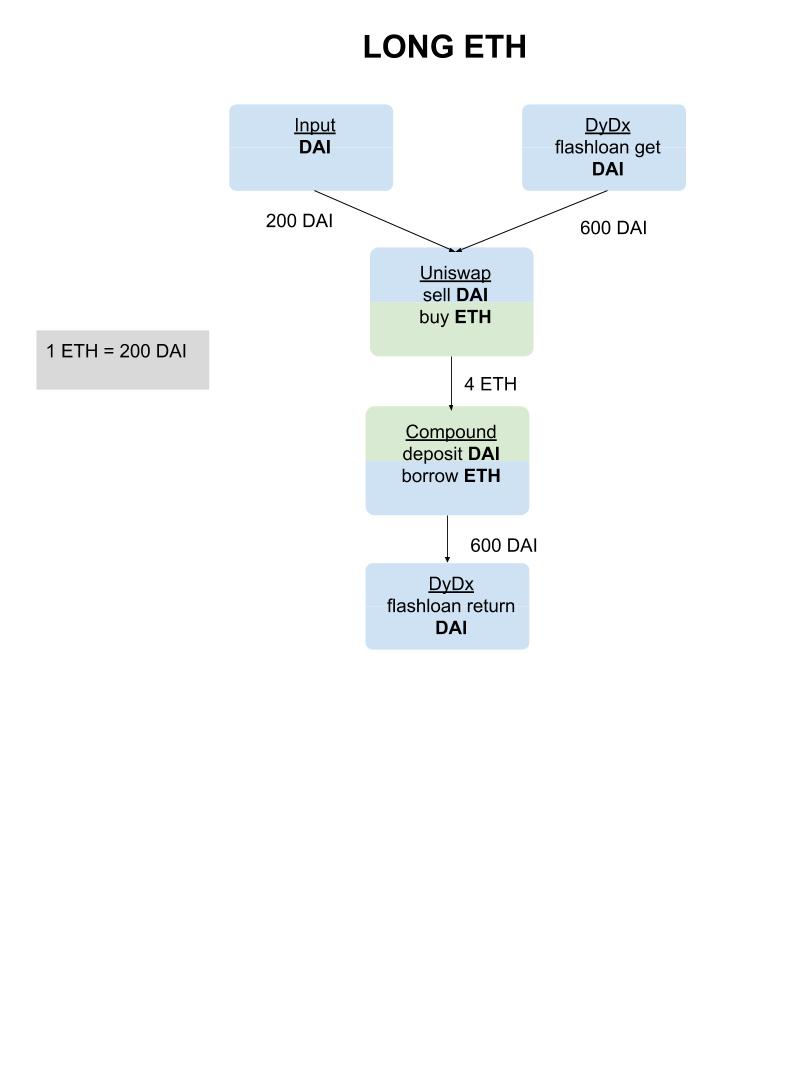 LONG ETH
Input
DAI
DyDx
flashloan get
DAI
200 DAI
600 DAI
Uniswap
sell DAI
buy ETH
1 ETH = 200 DAI
4 ETH
Compound
deposit DAI
borrow ETH
600 DAI
DyDx
flashloan return
DAI